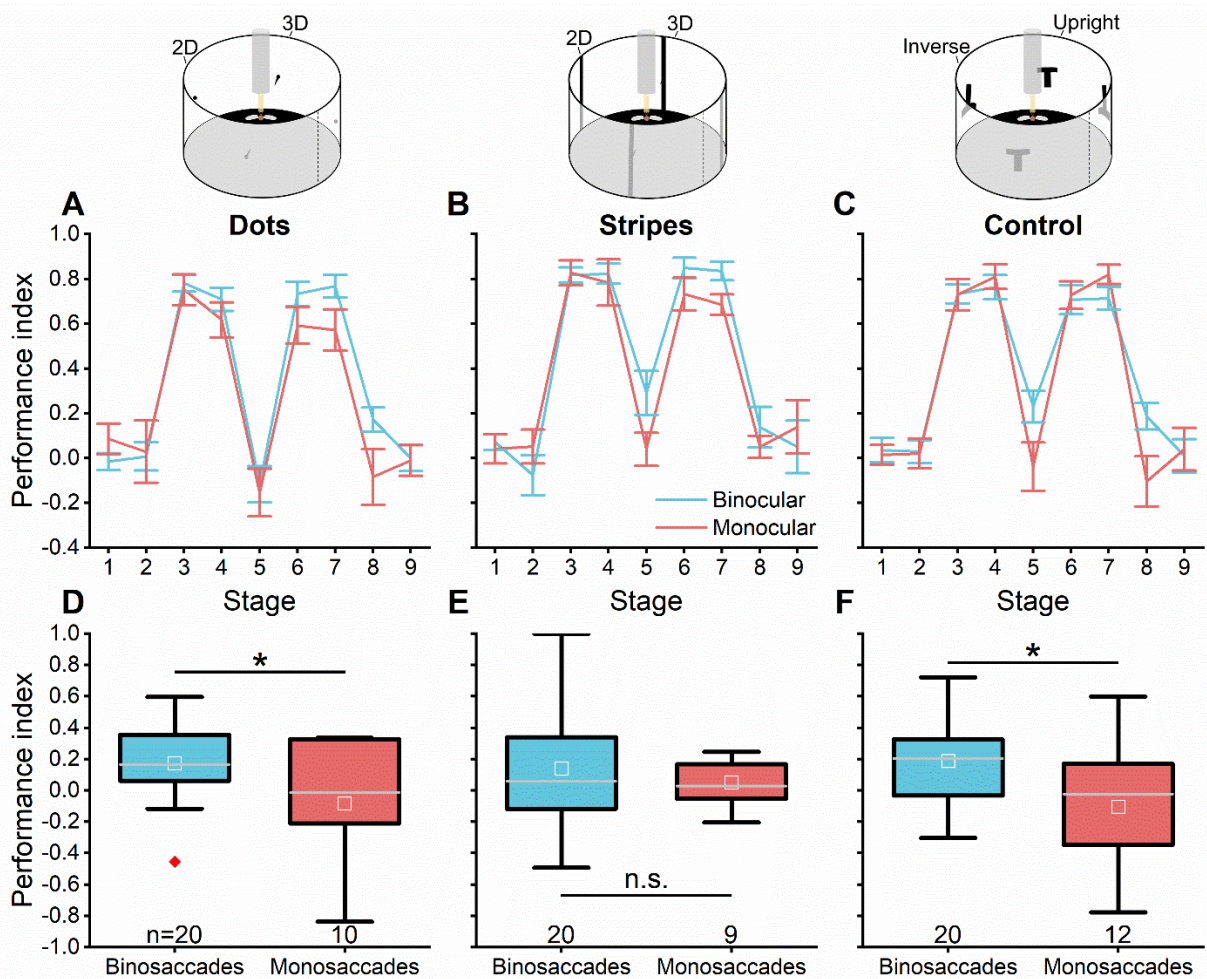 3D
2D
3D
2D
Upright
Inverse
T
T
A
Dots
B
Stripes
C
Control
Performance index
1.0
0.8
0.6
0.4
0.2
0.0
-0.2
-0.4
Binocular
Monocular
1 2 3 4 5 6 7 8 9
1 2 3 4 5 6 7 8 9
1 2 3 4 5 6 7 8 9
Stage
Stage
Stage
D
E
F
Performance index
1.0
0.8
0.6
0.4
0.2
0.0
-0.2
-0.4
-0.6
-0.8
-1.0
*
n.s.
*
n=20
10
20
9
20
12
Binosaccades Monosaccades
Binosaccades Monosaccades
Binosaccades Monosaccades